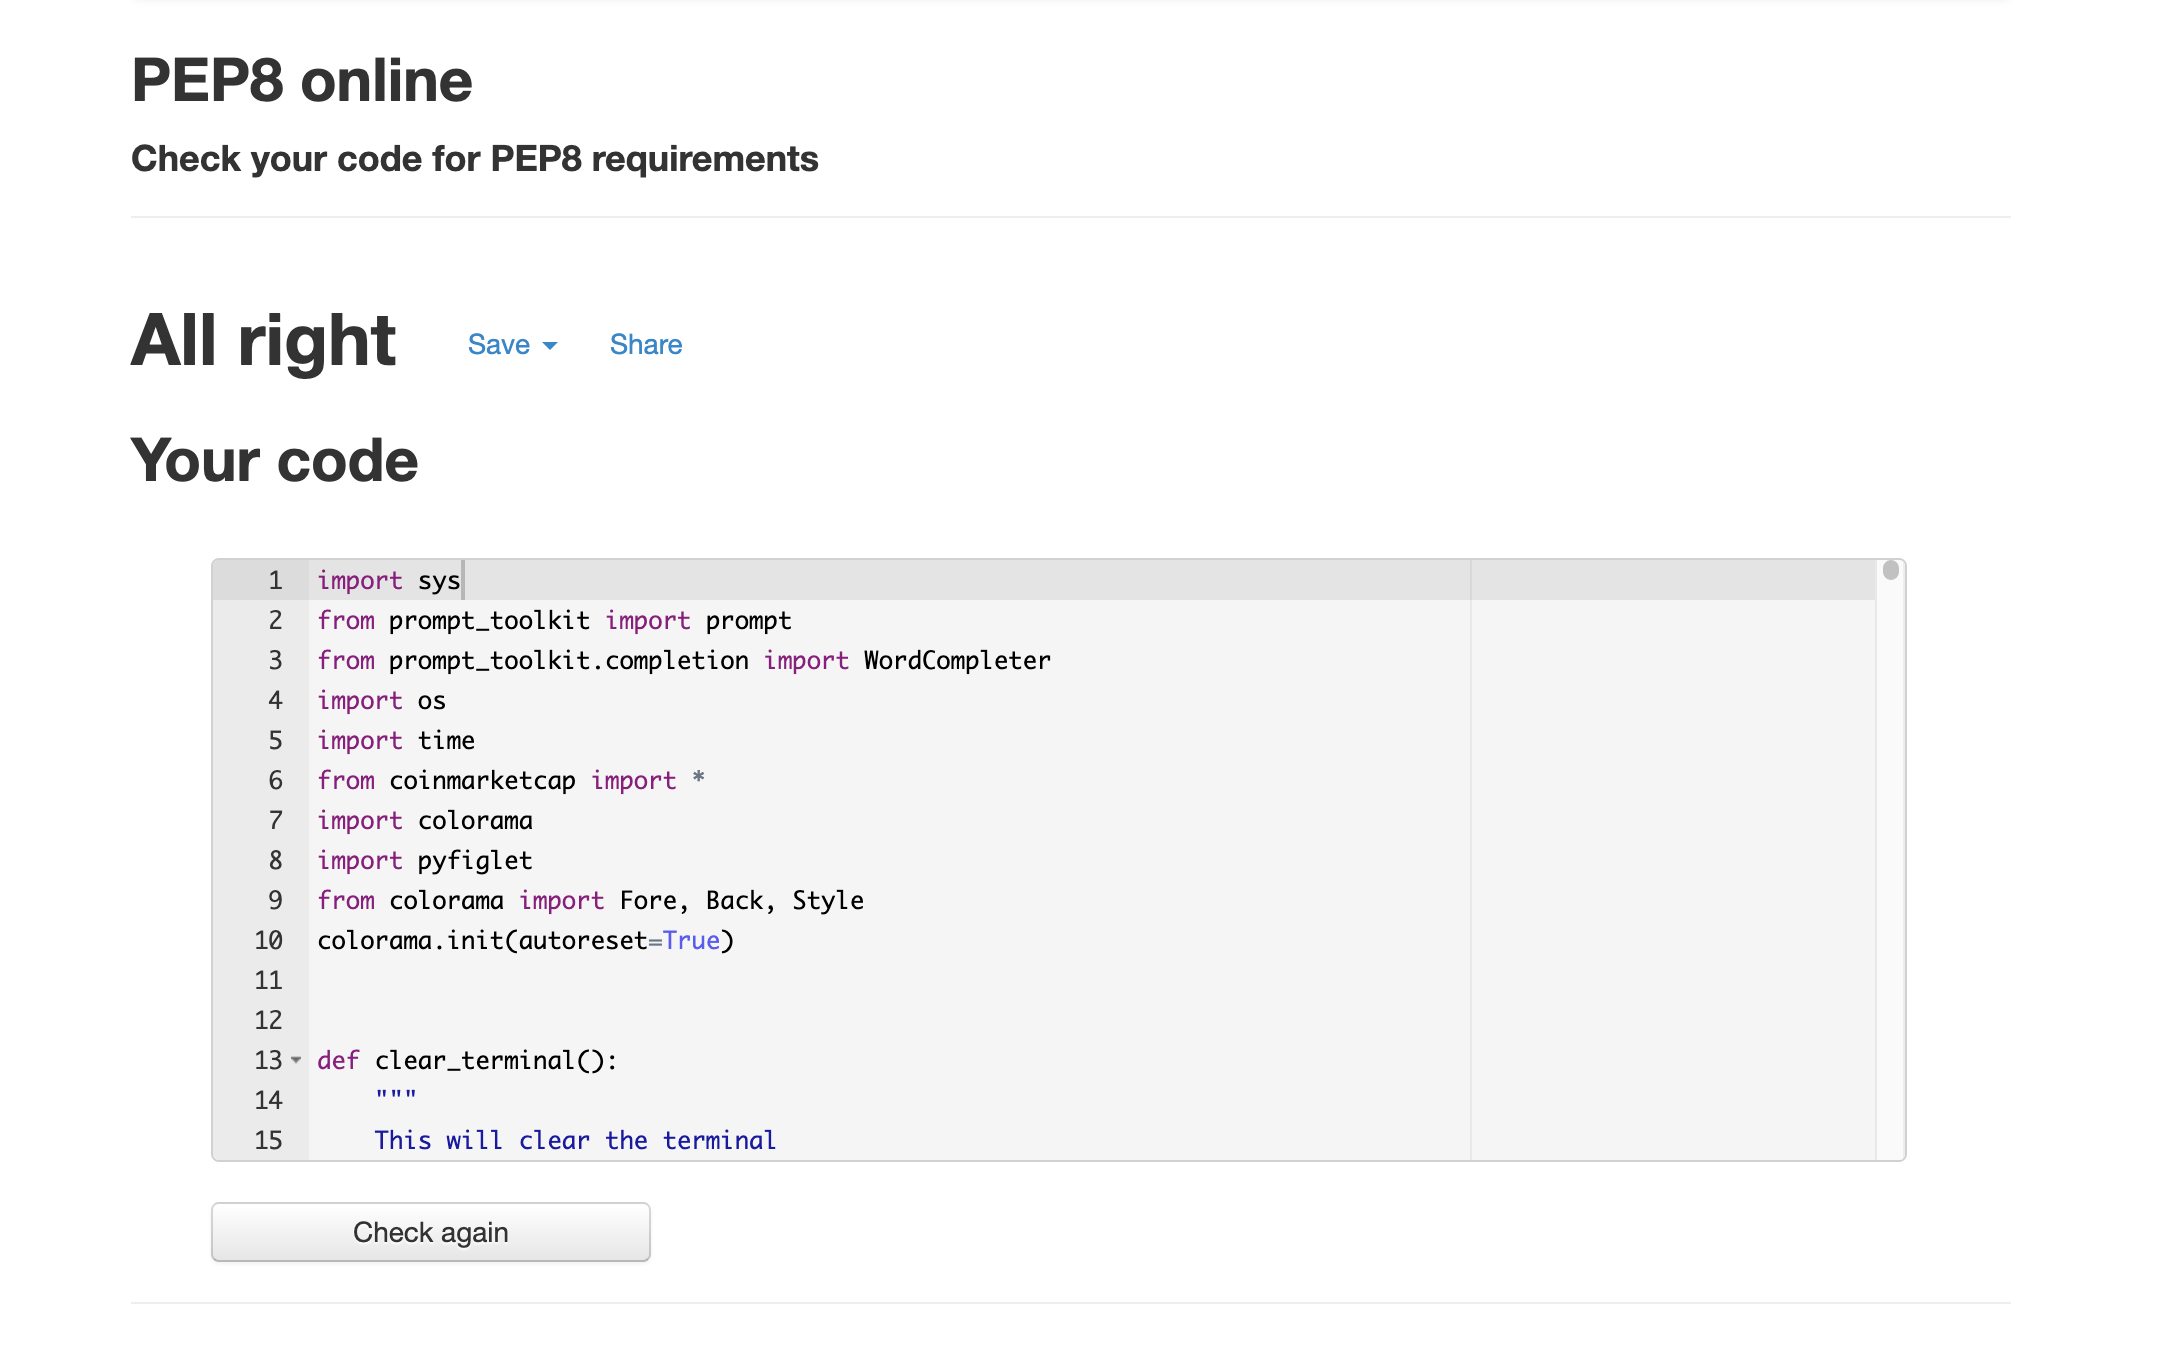 PEP8 online
Check your code for PEP8 requirements
All right Save Share
Your code
1 import sys
2 from prompt_toolkit import prompt
3 from prompt_toolkit.completion import WordCompleter
4 import os
5 import time
6 from coinmarketcap import *
7 import colorama
8 import pyfiglet
9 from colorama import Fore, Back, Style
10 colorama.init(autoreset=True)
11
12
13 def clear_terminal():
14     """
15     This will clear the terminal
Check again